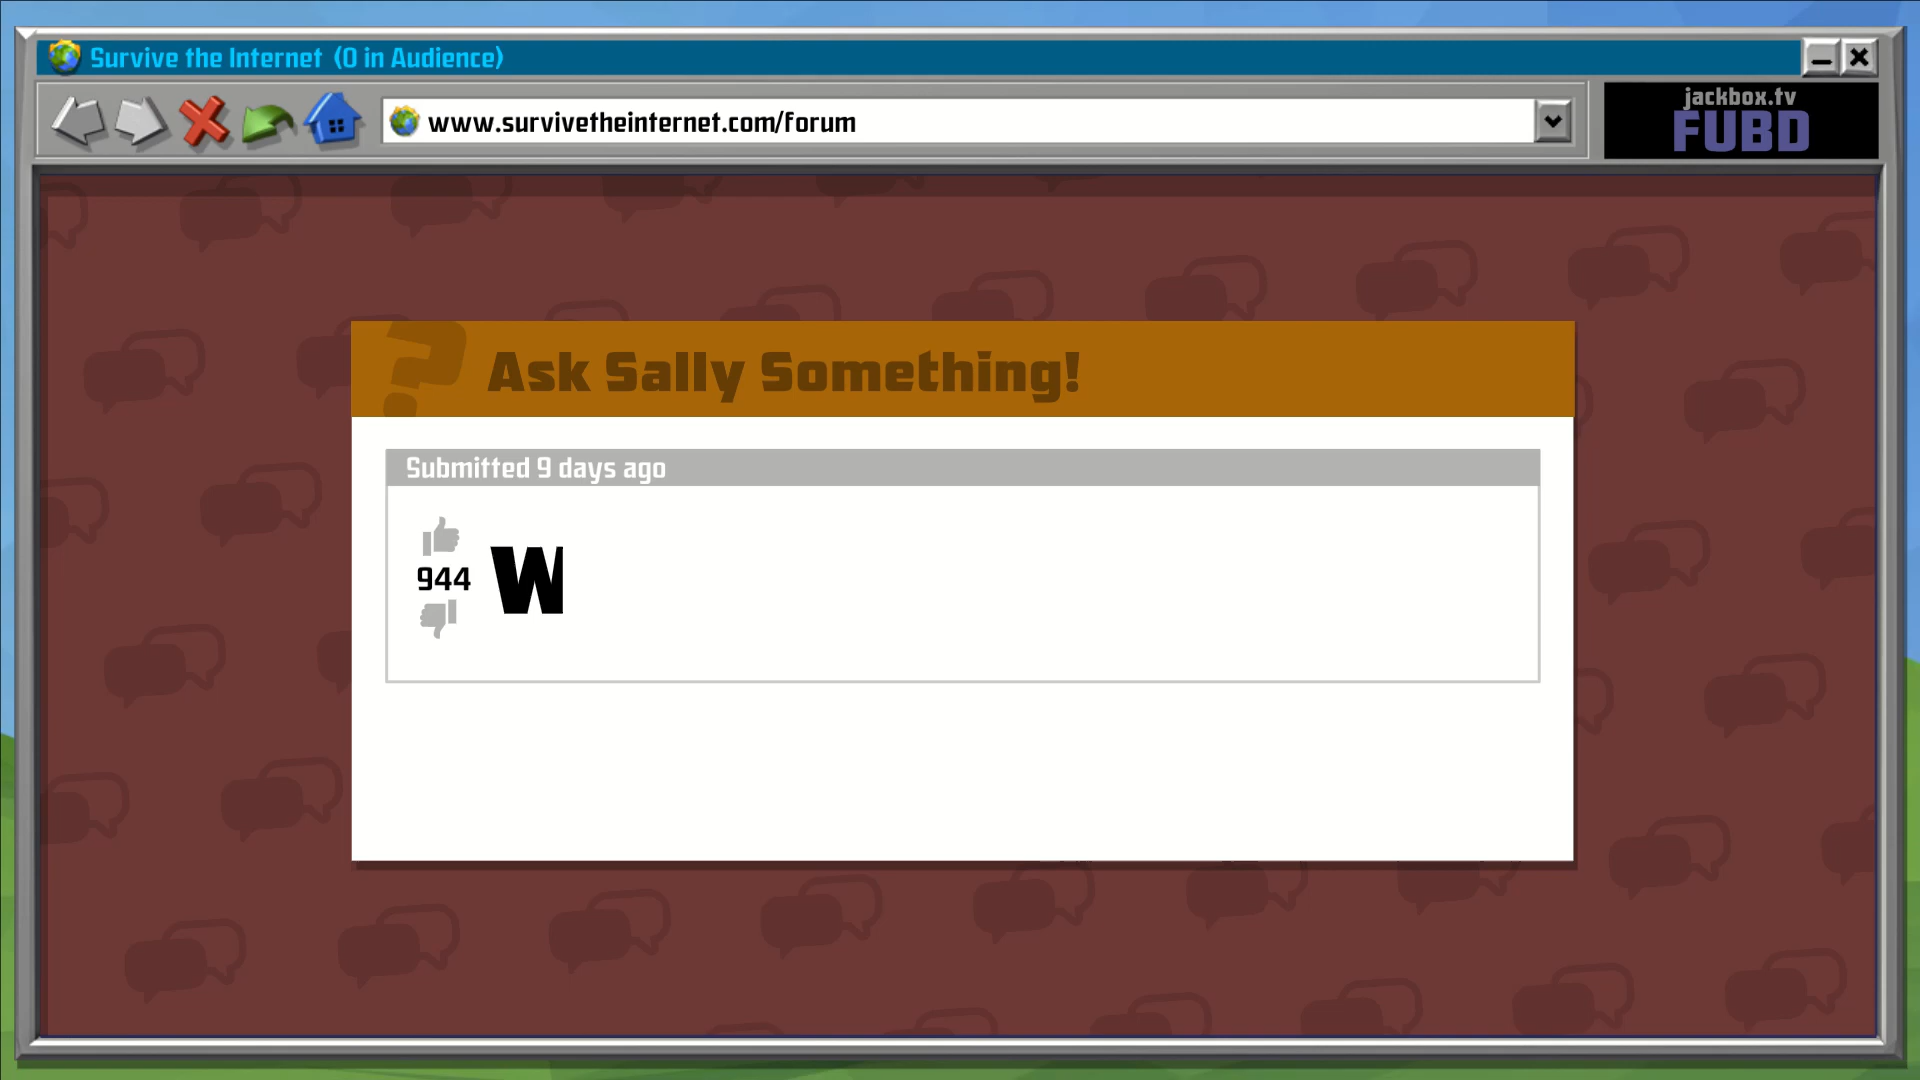 Survive the Internet (0 in Audience)
www.survivetheinternet.com/forum
jackbox.tv
FUBD
Ask Sally Something!
Submitted 9 days ago
944
W